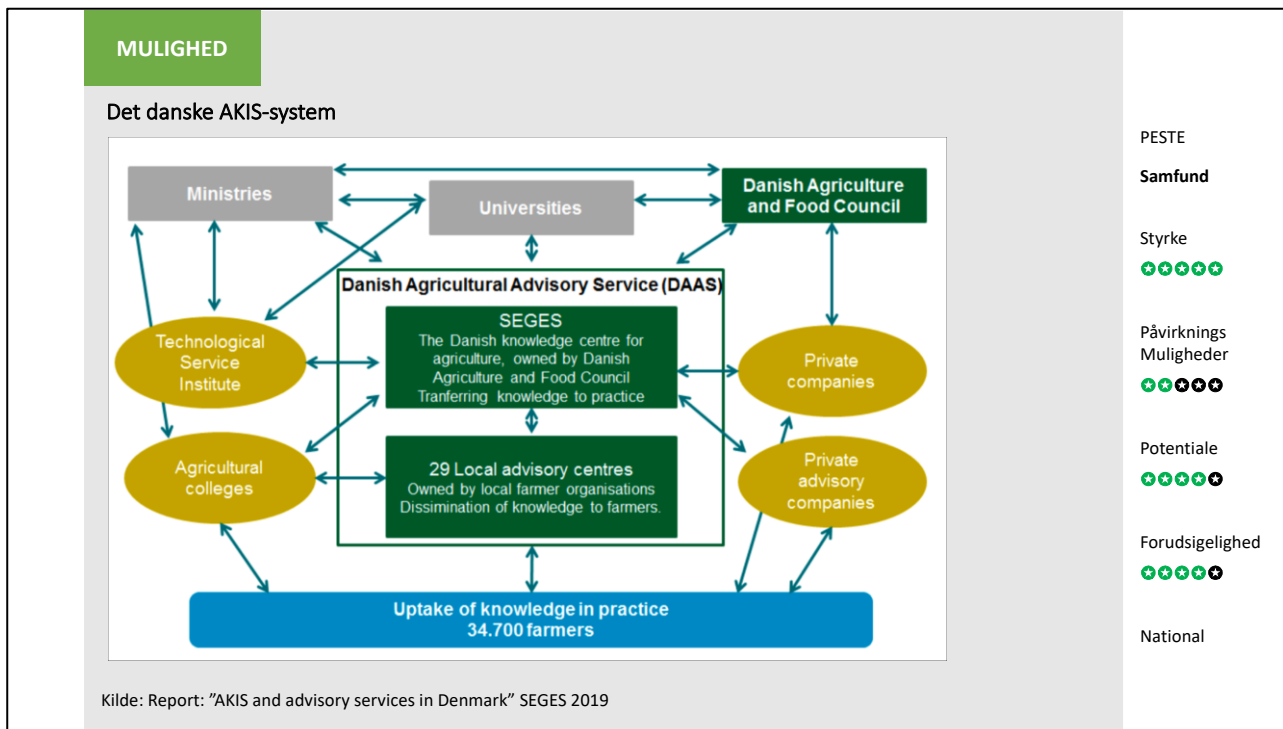 MULIGHED
Det danske AKIS-system
Ministries
Universities
Danish Agriculture
and Food Council
Danish Agricultural Advisory Service (DAAS)
SEGES
The Danish knowledge centre for
agriculture, owned by Danish
Agriculture and Food Council
Tranferring knowledge to practice
Technological
Service
Institute
Private
companies
Agricultural
colleges
29 Local advisory centres
Owned by local farmer organisations
Dissimination of knowledge to farmers.
Private
advisory
companies
Uptake of knowledge in practice
34.700 farmers
Kilde: Report: ”AKIS and advisory services in Denmark” SEGES 2019
PESTE
Samfund
Styrke
Påvirknings
Muligheder
Potentiale
Forudsigelighed
National